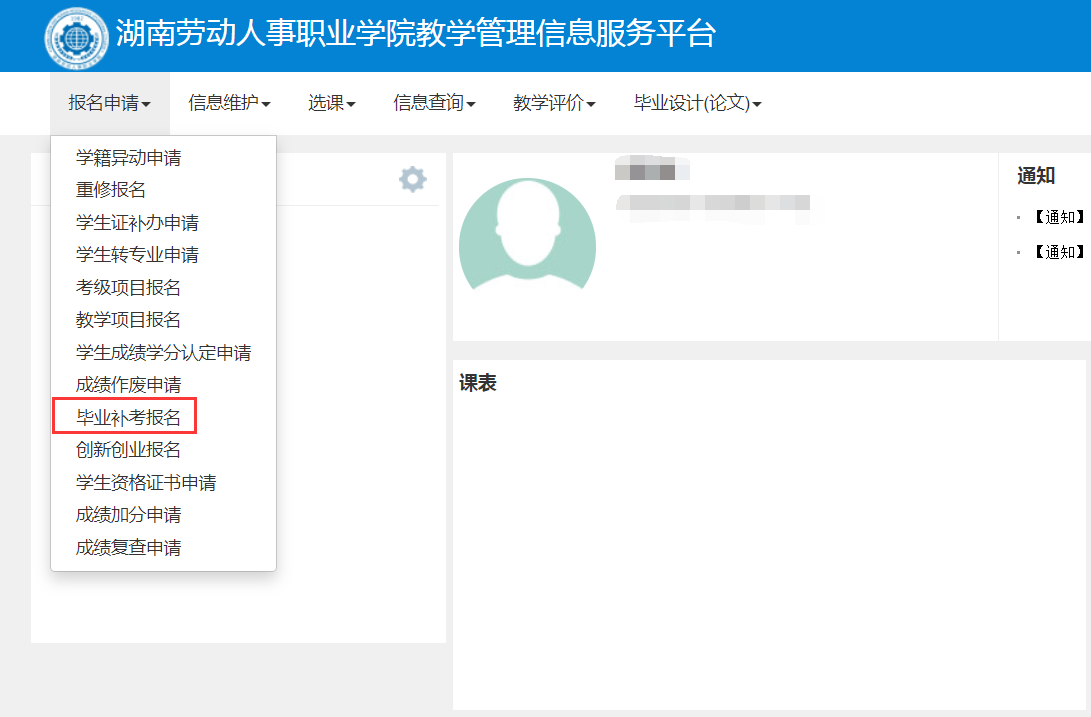 湖南劳动人事职业学院教学管理信息服务平台
报名申请 信息维护 选课 信息查询 教学评价 毕业设计(论文)
学籍异动申请
重修报名
学生证补办申请
学生转专业申请
考级项目报名
教学项目报名
学生成绩学分认定申请
成绩作废申请
毕业补考报名
创新创业报名
学生资格证书申请
成绩加分申请
成绩复查申请
通知
【通知】
【通知】
课表